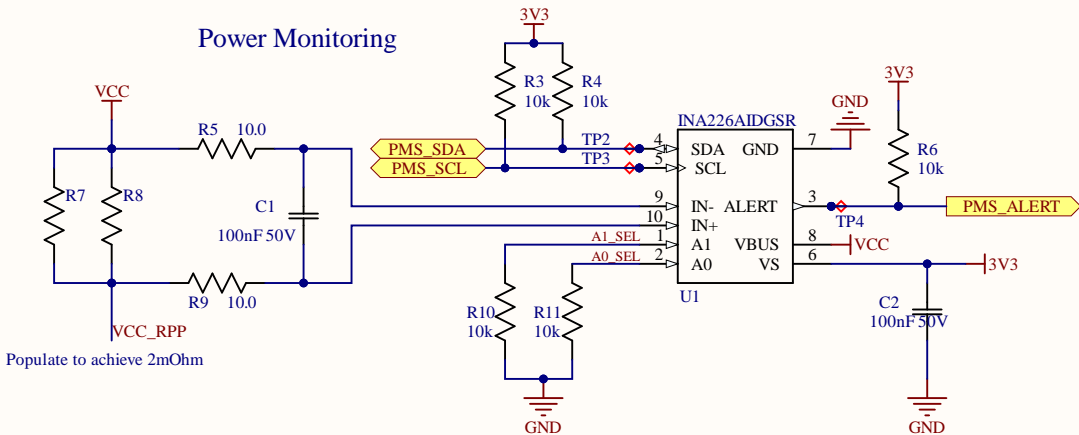 Power Monitoring
3V3
VCC
R3
10k
R4
10k
R5
10.0
R7
R8
C1
100nF 50V
R9
10.0
VCC_RPP
Populate to achieve 2mOhm
PMS_SDA
PMS_SCL
TP2
TP3
INA226AIDGSR
4
SDA
5
SCL
9
IN-
10
IN+
1
A1
2
A0
A1_SEL
A0_SEL
GND
7
ALERT
3
VBUS
8
VS
6
U1
R10
10k
R11
10k
GND
GND
3V3
R6
10k
TP4
PMS_ALERT
VCC
3V3
C2
100nF 50V
GND